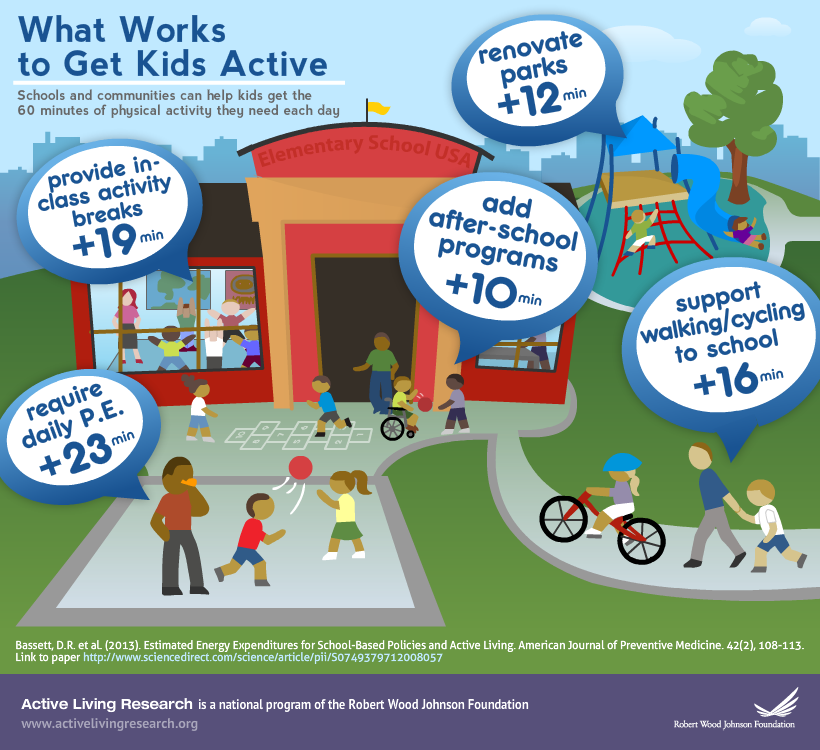 What Works
to Get Kids Active
Schools and communities can help kids get the
60 minutes of physical activity they need each day
renovate
parks
+12 min
Elementary School USA
provide in-
class activity
breaks
+19 min
add
after-school
programs
+10 min
support
walking/cycling
to school
+16 min
require
daily P.E.
+23 min
Bassett, D.R. et al. (2013). Estimated Energy Expenditures for School-Based Policies and Active Living. American Journal of Preventive Medicine. 42(2), 108-113.
Link to paper http://www.sciencedirect.com/science/article/pii/S0749379712008057
Active Living Research is a national program of the Robert Wood Johnson Foundation
www.activelivingresearch.org
Robert Wood Johnson Foundation